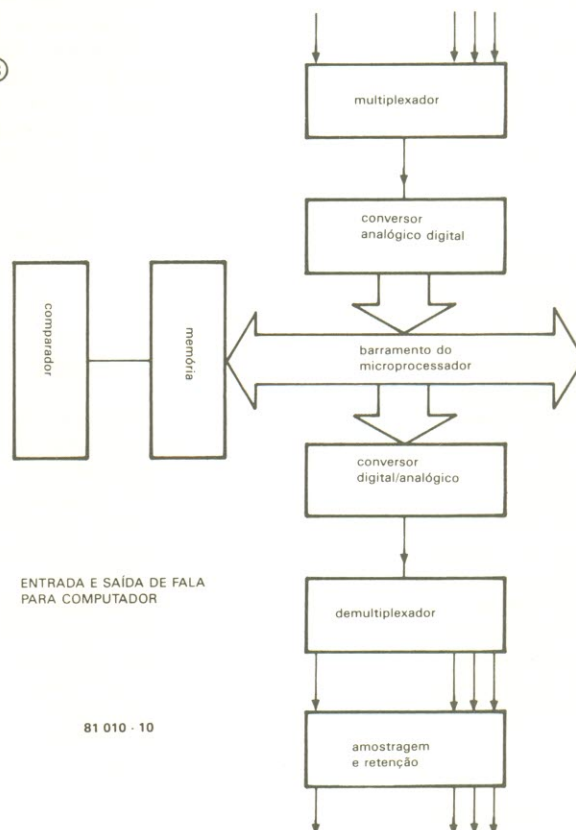 multiplexador
conversor
analógico digital
comparador
memória
barramento do
microprocessador
conversor
digital/analógico
ENTRADA E SAÍDA DE FALA
PARA COMPUTADOR
demultiplexador
81 010 - 10
amostragem
e retenção